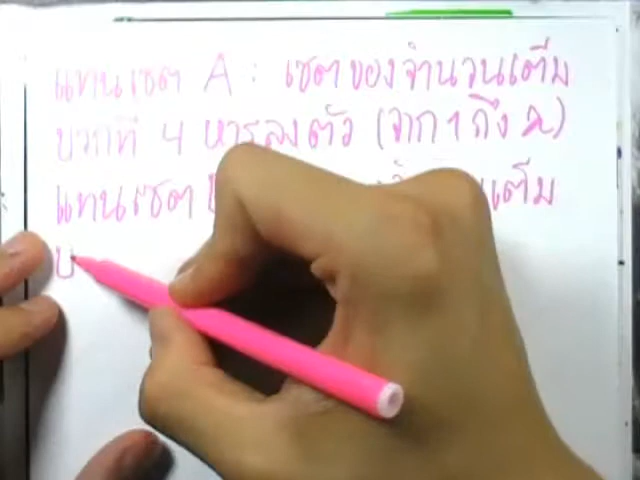 แทนเซต A : เซตของจำนวนเต็ม
บวกที่ 4 หารลงตัว (จาก 1 ถึง
แทนเซต เต็ม
บ